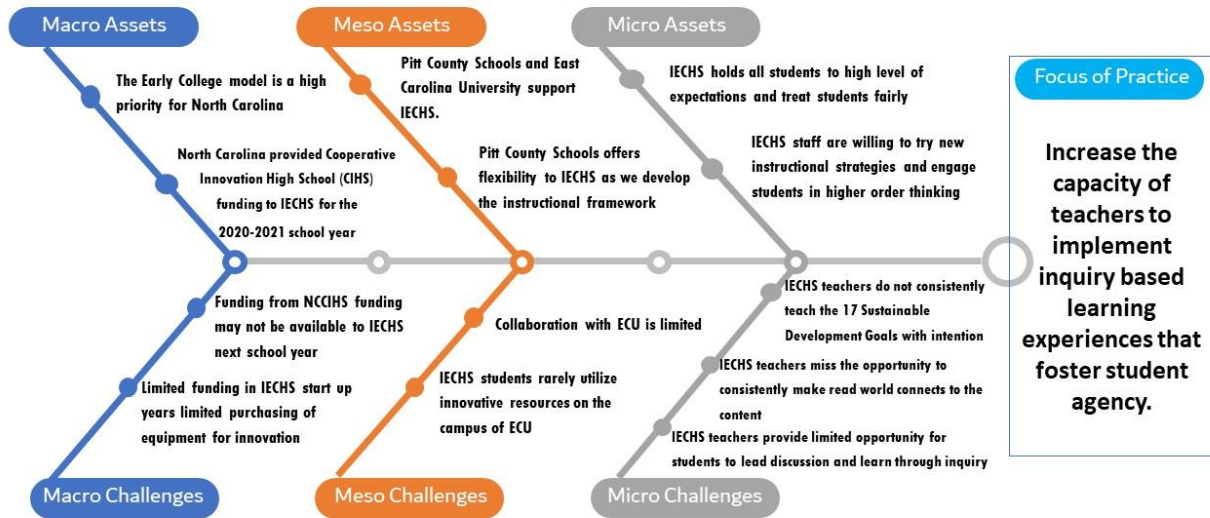 Macro Assets
The Early College model is a high
priority for North Carolina
North Carolina provided Cooperative
Innovation High School (CIHS)
funding to IECHS for the
2020-2021 school year
Meso Assets
Pitt County Schools and East
Carolina University support
IECHS.
Pitt County Schools offers
flexibility to IECHS as we develop
the instructional framework
Micro Assets
IECHS holds all students to high level of
expectations and treat students fairly
IECHS staff are willing to try new
instructional strategies and engage
students in higher order thinking
Funding from NCCIHS funding
may not be available to IECHS
next school year
Limited funding in IECHS start up
years limited purchasing of
equipment for innovation
Macro Challenges
Collaboration with ECU is limited
IECHS students rarely utilize
innovative resources on the
campus of ECU
Meso Challenges
IECHS teachers do not consistently
teach the 17 Sustainable
Development Goals with intention
IECHS teachers miss the opportunity to
consistently make read world connects to the
content
IECHS teachers provide limited opportunity for
students to lead discussion and learn through inquiry
Micro Challenges
Focus of Practice
Increase the
capacity of
teachers to
implement
inquiry based
learning
experiences that
foster student
agency.